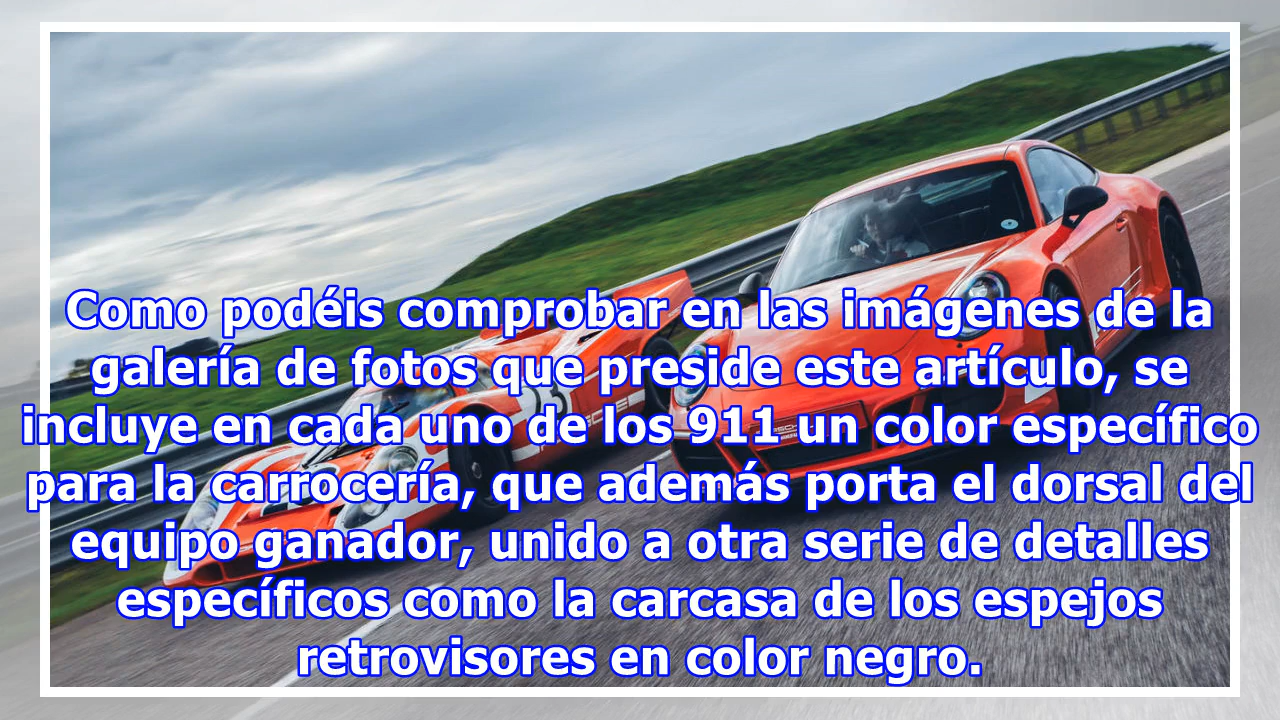 Como podéis comprobar en las imágenes de la
galería de fotos que preside este artículo, se
incluye en cada uno de los 911 un color específico
para la carrocería, que además porta el dorsal del
equipo ganador, unido a otra serie de detalles
específicos como la carcasa de los espejos
retrovisores en color negro.